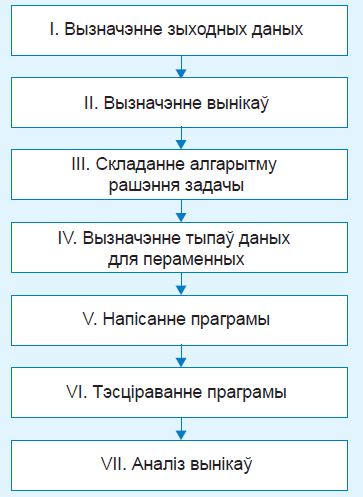 I. Вызначэнне зыходных даных
II. Вызначэнне вынікаў
III. Складанне алгарытму
рашэння задачы
IV. Вызначэнне тыпаў даных
для пераменных
V. Напісанне праграмы
VI. Тэсціраванне праграмы
VII. Аналіз вынікаў